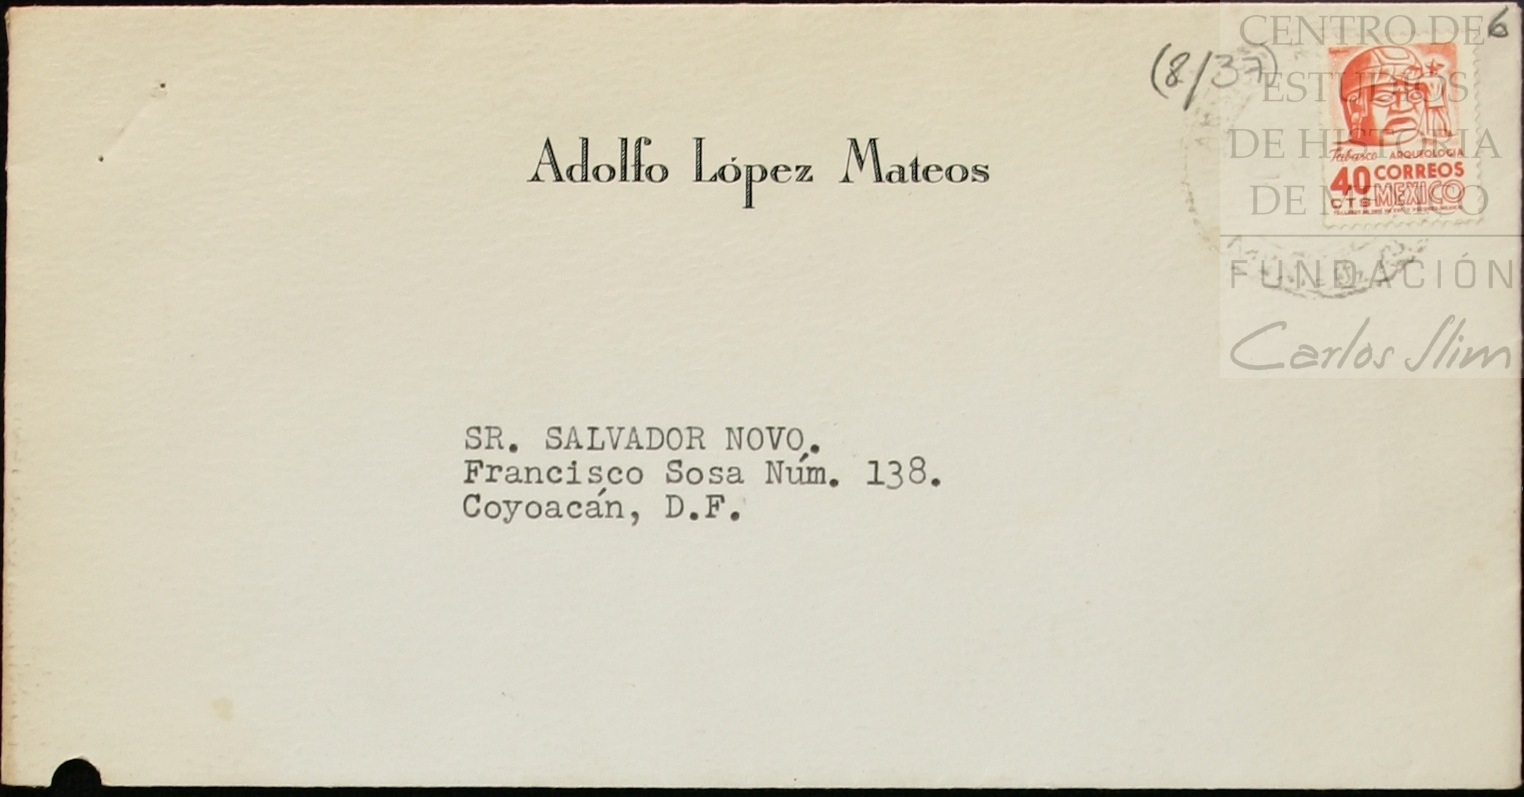 6
(8/37)
CENTRO DE
ESTUDIOS
DE HISTORIA
DE MÉXICO
FUNDACIÓN
Carlos Slim
Tabasco ARQUEOLOGIA
40 CORREOS
CTS MEXICO
Adolfo López Mateos
SR. SALVADOR NOVO.
Francisco Sosa Núm. 138.
Coyoacán, D.F.